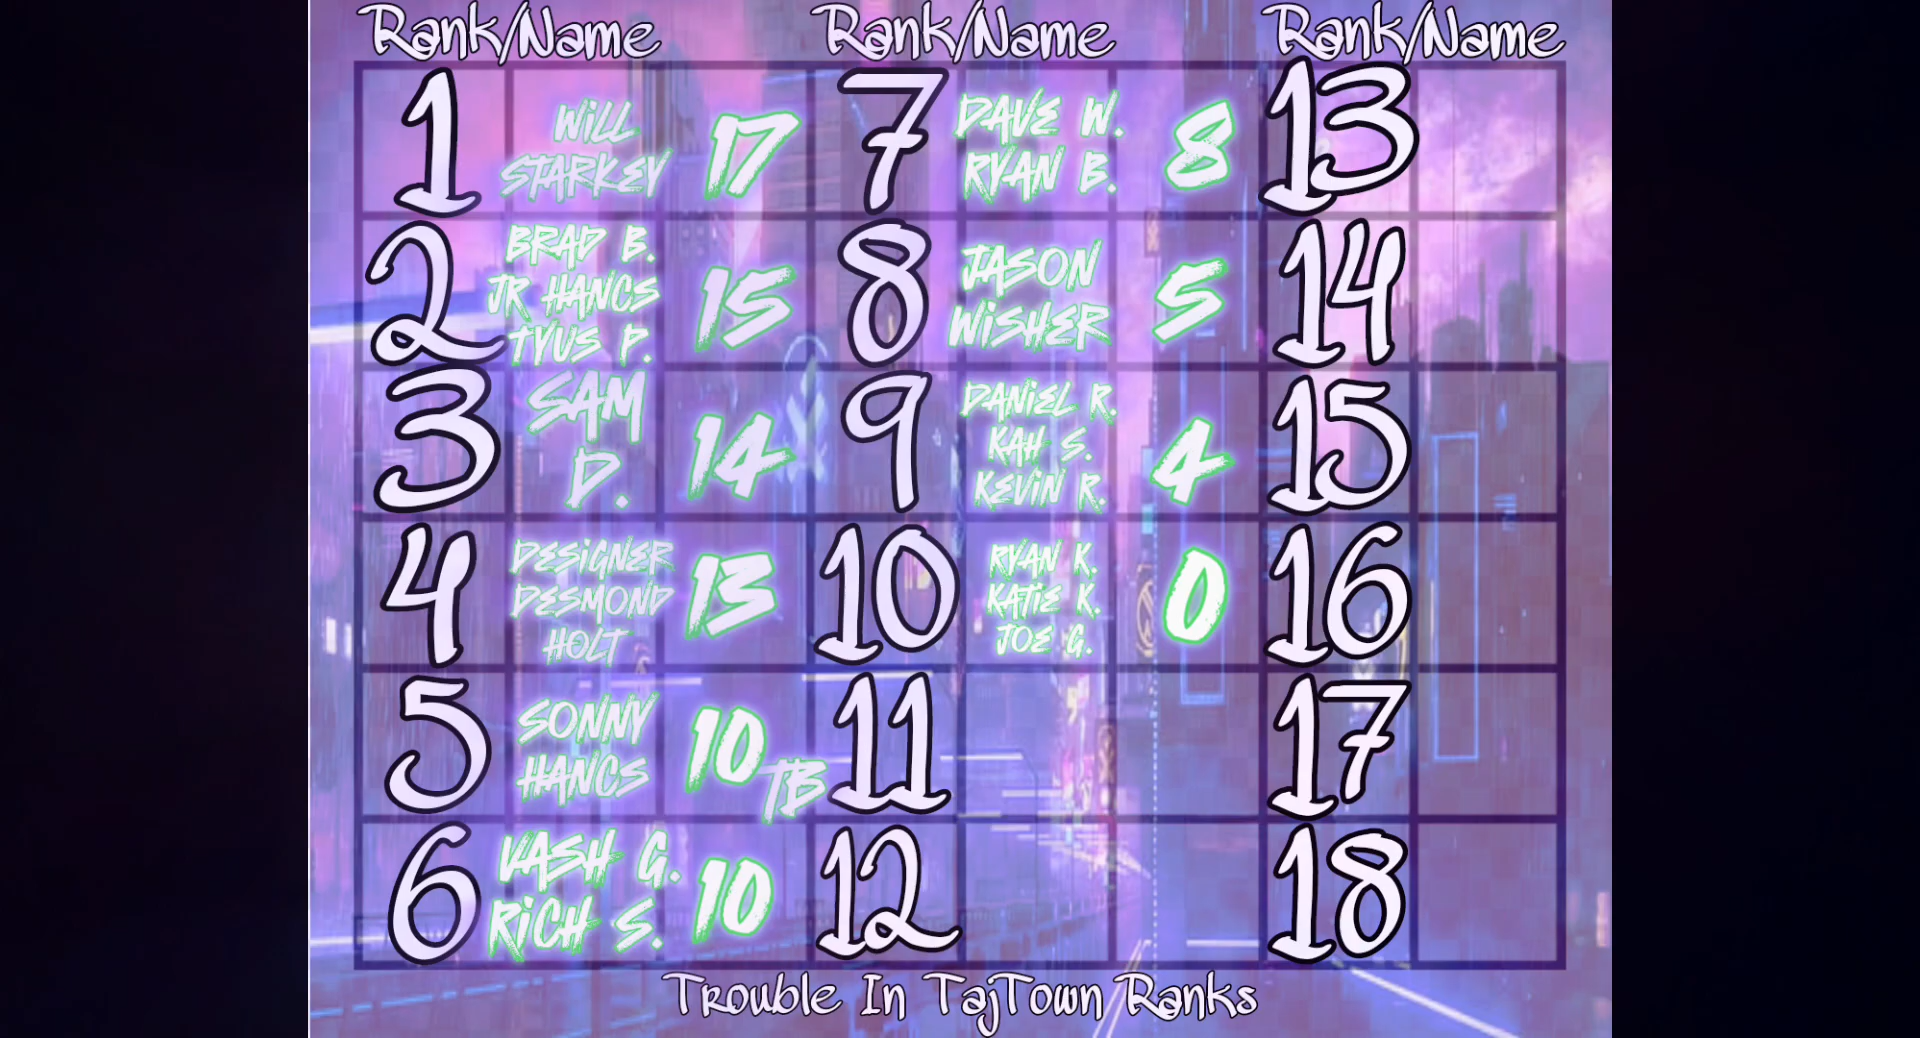 Rank/Name
1 WiLL STARKEY 17
2 BRAD B. JR HANCS TYUS P. 15
3 SAM D. 14
4 DESiGNER DESMOND HOLT 13
5 SONNY HANCS 10 TB
6 KASH G. RiCH S. 10
Rank/Name
7 DAVE W. RYAN B. 8
8 JASON WiSHER 5
9 DANiEL R. KAH S. KEViN R. 4
10 RYAN K. KATiE K. JOE G. 0
11
12
Rank/Name
13
14
15
16
17
18
Trouble In TajTown Ranks